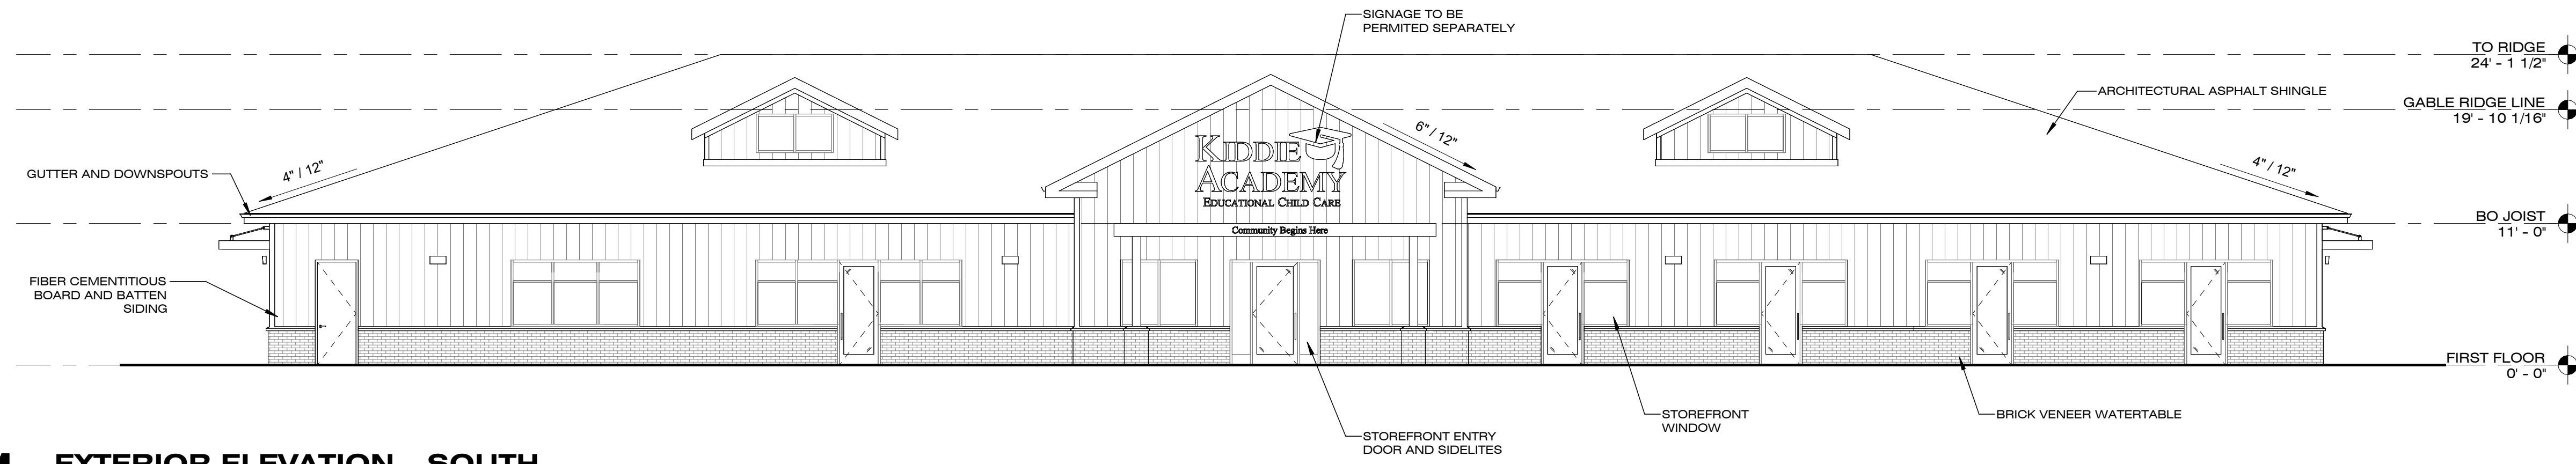 SIGNAGE TO BE
PERMITED SEPARATELY
TO RIDGE
24' - 1 1/2"
ARCHITECTURAL ASPHALT SHINGLE
GABLE RIDGE LINE
19' - 10 1/16"
6" / 12"
KIDDIE
ACADEMY
EDUCATIONAL CHILD CARE
GUTTER AND DOWNSPOUTS
4" / 12"
4" / 12"
BO JOIST
11' - 0"
Community Begins Here
FIBER CEMENTITIOUS
BOARD AND BATTEN
SIDING
FIRST FLOOR
0' - 0"
STOREFRONT
WINDOW
BRICK VENEER WATERTABLE
STOREFRONT ENTRY
DOOR AND SIDELITES
EXTERIOR ELEVATION - SOUTH